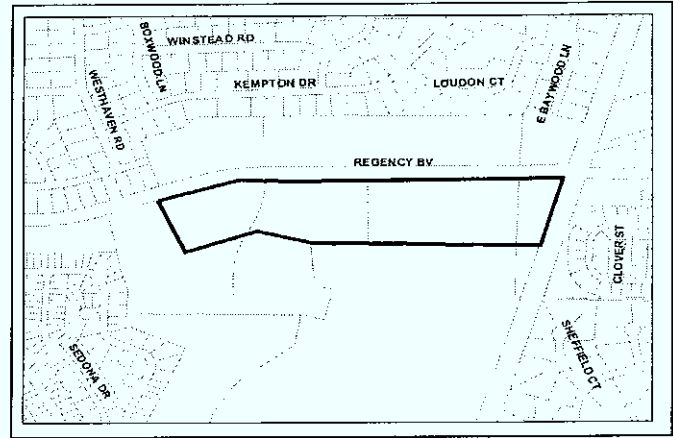 BOXWOOD LN
WINSTEAD RD
WESTHAVEN RD
KEMPTON DR
LOUDON CT
E BAYWOOD LN
REGENCY BV
CLOVER ST
SHEFFIELD CT
SEDONA DR